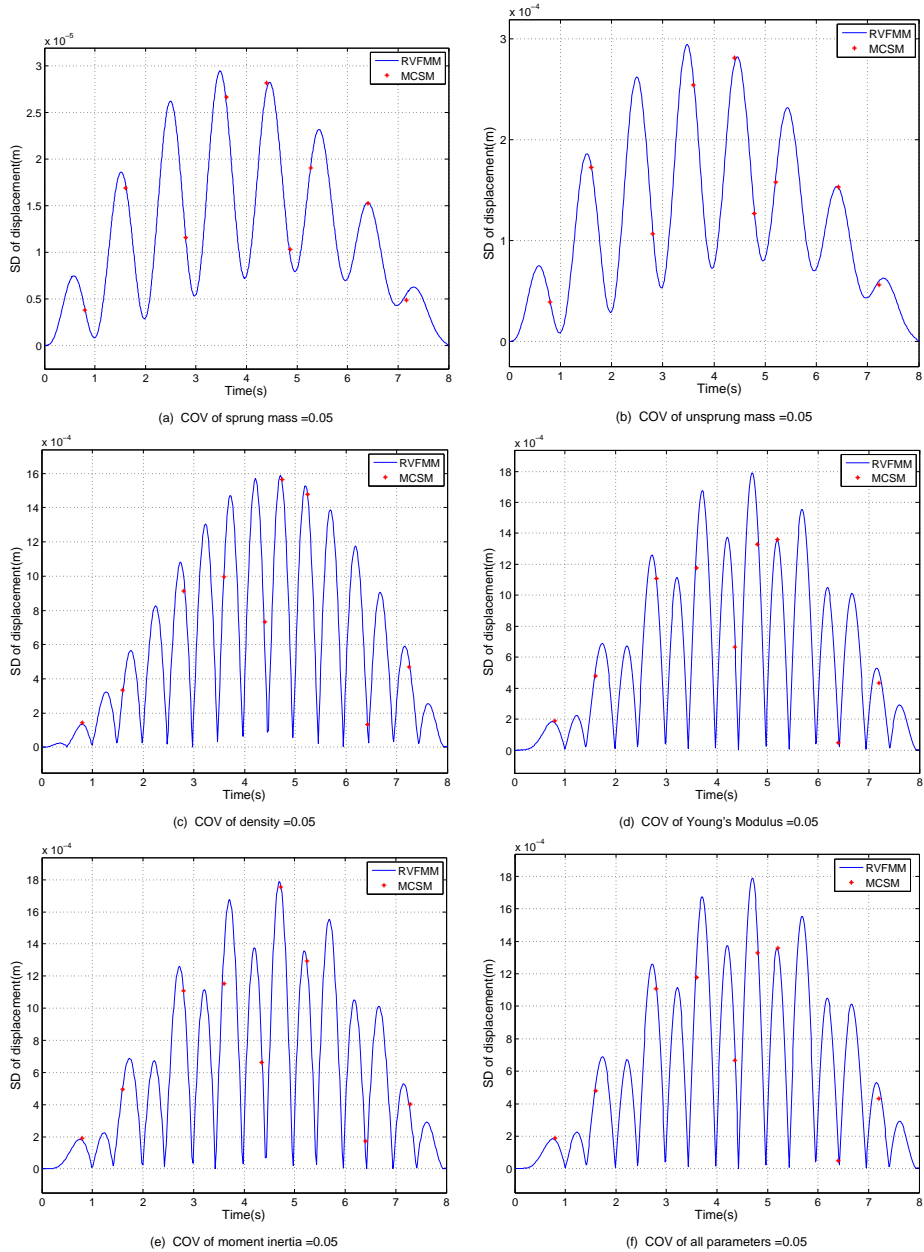 x 10⁻⁵
3
2.5
2
1.5
1
0.5
0
SD of displacement(m)
RVFMM
MCSM
0 1 2 3 4 5 6 7 8
Time(s)
(a) COV of sprung mass =0.05
x 10⁻⁴
3
2
1
0
SD of displacement(m)
RVFMM
MCSM
0 1 2 3 4 5 6 7 8
Time(s)
(b) COV of unsprung mass =0.05
x 10⁻⁴
16
14
12
10
8
6
4
2
0
SD of displacement(m)
RVFMM
MCSM
0 1 2 3 4 5 6 7 8
Time(s)
(c) COV of density =0.05
x 10⁻⁴
18
16
14
12
10
8
6
4
2
0
SD of displacement(m)
RVFMM
MCSM
0 1 2 3 4 5 6 7 8
Time(s)
(d) COV of Young's Modulus =0.05
x 10⁻⁴
18
16
14
12
10
8
6
4
2
0
SD of displacement(m)
RVFMM
MCSM
0 1 2 3 4 5 6 7 8
Time(s)
(e) COV of moment inertia =0.05
x 10⁻⁴
18
16
14
12
10
8
6
4
2
0
SD of displacement(m)
RVFMM
MCSM
0 1 2 3 4 5 6 7 8
Time(s)
(f) COV of all parameters =0.05